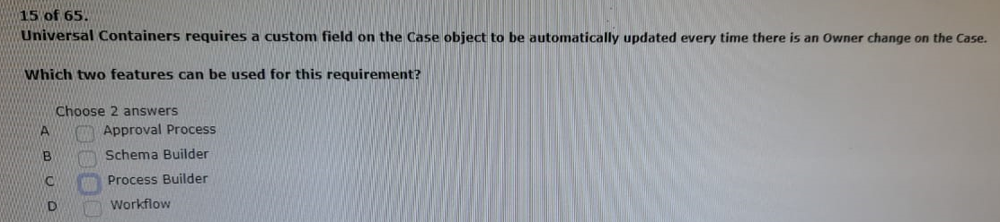 15 of 65.
Universal Containers requires a custom field on the Case object to be automatically updated every time there is an Owner change on the Case.
Which two features can be used for this requirement?
Choose 2 answers
A Approval Process
B Schema Builder
C Process Builder
D Workflow